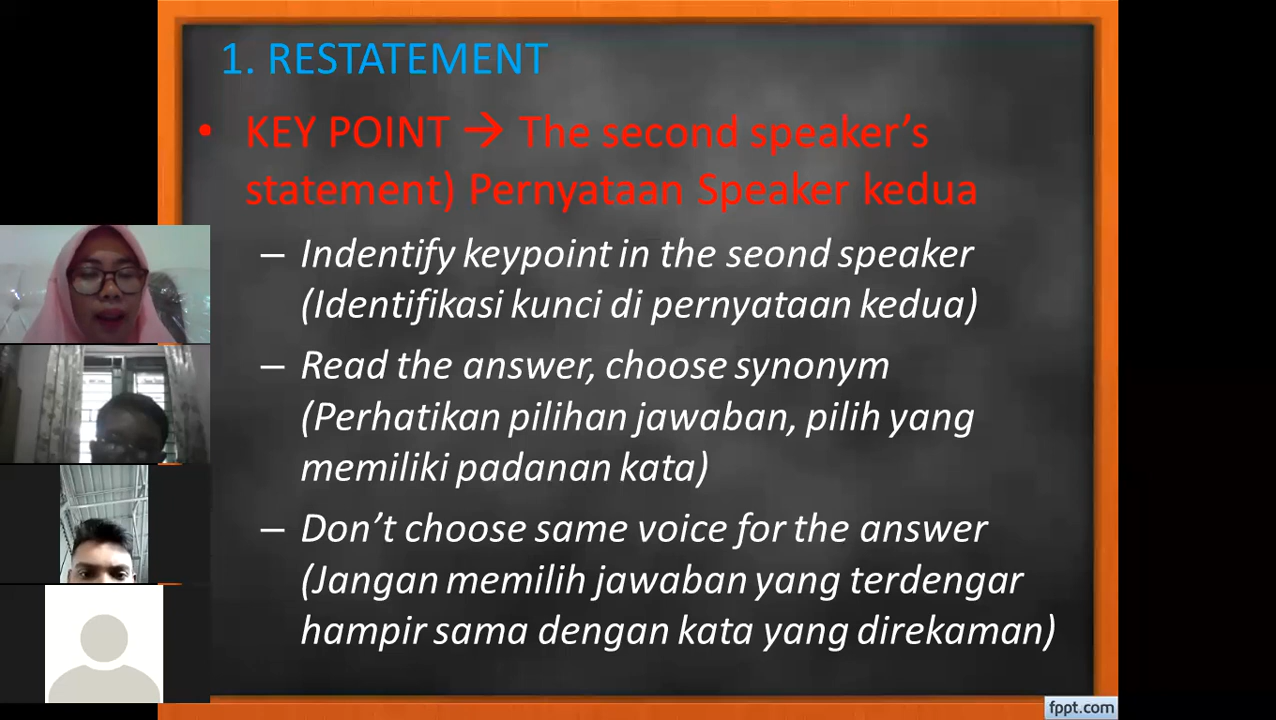 1. RESTATEMENT
• KEY POINT → The second speaker’s
statement) Pernyataan Speaker kedua
– Indentify keypoint in the seond speaker
(Identifikasi kunci di pernyataan kedua)
– Read the answer, choose synonym
(Perhatikan pilihan jawaban, pilih yang
memiliki padanan kata)
– Don’t choose same voice for the answer
(Jangan memilih jawaban yang terdengar
hampir sama dengan kata yang direkaman)
fppt.com